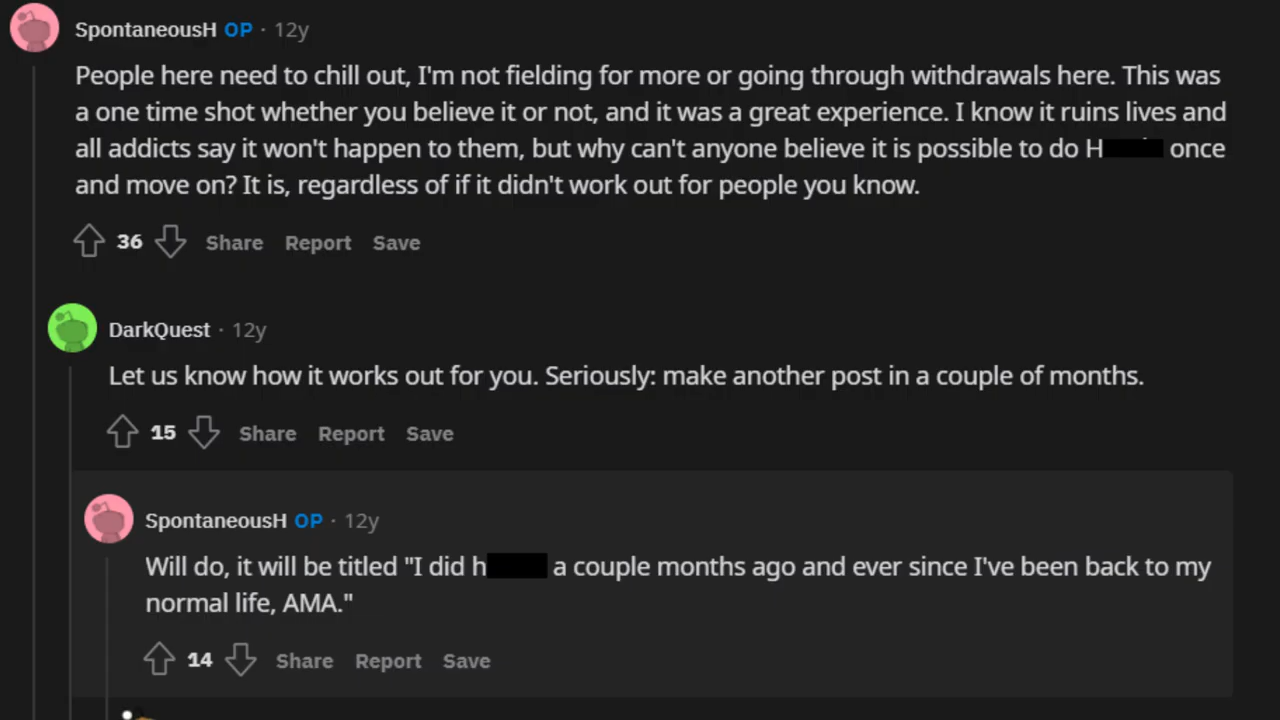 SpontaneousH OP · 12y
People here need to chill out, I'm not fielding for more or going through withdrawals here. This was
a one time shot whether you believe it or not, and it was a great experience. I know it ruins lives and
all addicts say it won't happen to them, but why can't anyone believe it is possible to do H once
and move on? It is, regardless of if it didn't work out for people you know.
36 Share Report Save
DarkQuest · 12y
Let us know how it works out for you. Seriously: make another post in a couple of months.
15 Share Report Save
SpontaneousH OP · 12y
Will do, it will be titled "I did h a couple months ago and ever since I've been back to my
normal life, AMA."
14 Share Report Save